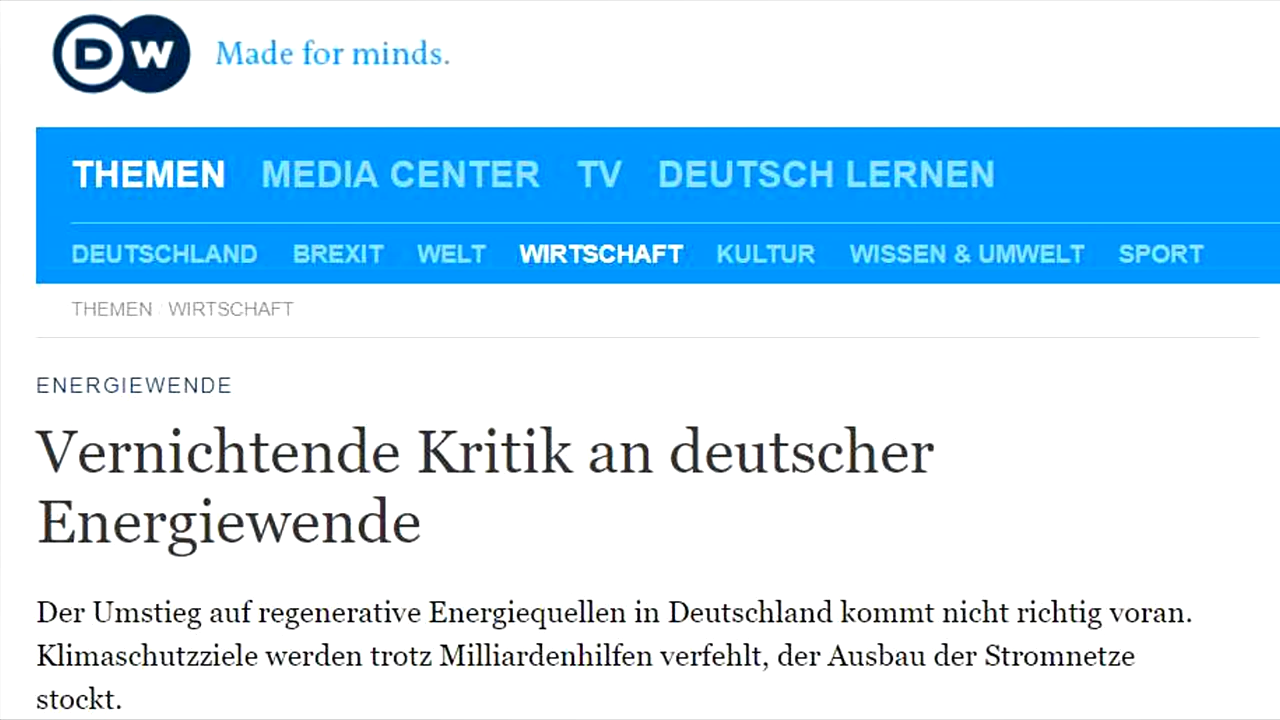 DW Made for minds.
THEMEN MEDIA CENTER TV DEUTSCH LERNEN
DEUTSCHLAND BREXIT WELT WIRTSCHAFT KULTUR WISSEN & UMWELT SPORT
THEMEN / WIRTSCHAFT
ENERGIEWENDE
Vernichtende Kritik an deutscher
Energiewende
Der Umstieg auf regenerative Energiequellen in Deutschland kommt nicht richtig voran.
Klimaschutzziele werden trotz Milliardenhilfen verfehlt, der Ausbau der Stromnetze
stockt.